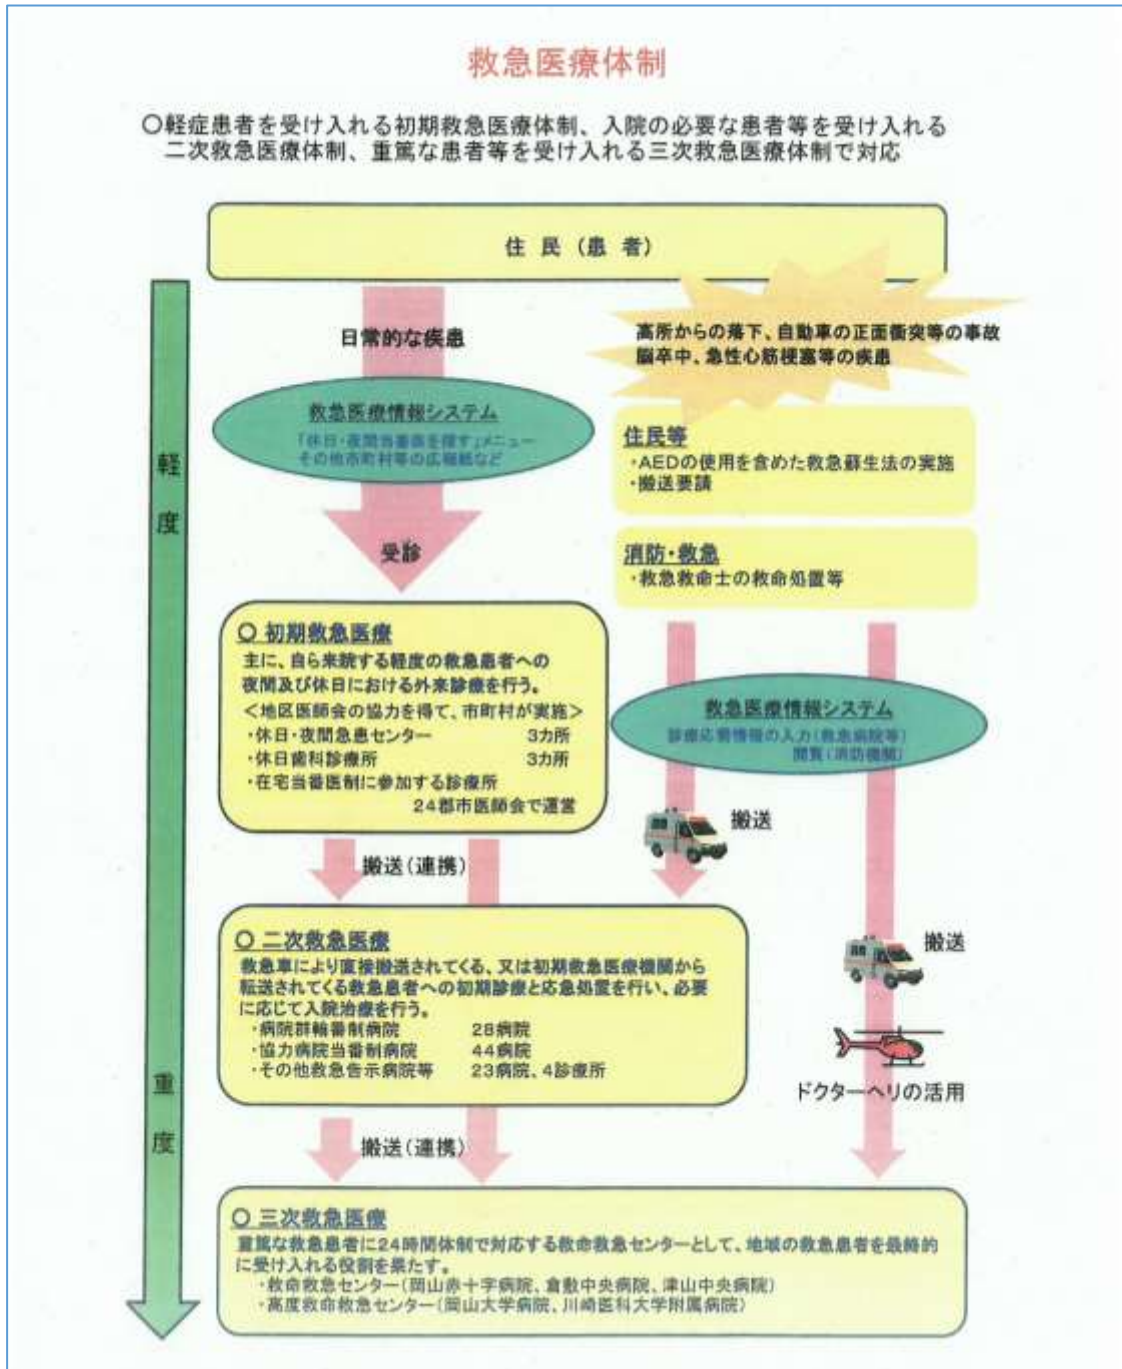 救急医療体制
〇軽症患者を受け入れる初期救急医療体制、入院の必要な患者等を受け入れる
二次救急医療体制、重篤な患者等を受け入れる三次救急医療体制で対応
住 民 （患 者）
日常的な疾患
高所からの落下、自動車の正面衝突等の事故
脳卒中、急性心筋梗塞等の疾患
救急医療情報システム
「休日・夜間当番医を探す」メニュー
その他市町村等の広報紙など
軽
度
受診
住民等
・AEDの使用を含めた救急蘇生法の実施
・搬送要請
消防・救急
・救急救命士の救命処置等
〇 初期救急医療
主に、自ら来院する軽度の救急患者への
夜間及び休日における外来診療を行う。
＜地区医師会の協力を得て、市町村が実施＞
・休日・夜間急患センター 3カ所
・休日歯科診療所 3カ所
・在宅当番医制に参加する診療所
24郡市医師会で運営
救急医療情報システム
診療応需情報の入力（救急病院等）
閲覧（消防機関）
搬送
搬送（連携）
〇 二次救急医療
救急車により直接搬送されてくる、又は初期救急医療機関から
転送されてくる救急患者への初期診療と応急処置を行い、必要
に応じて入院治療を行う。
・病院群輪番制病院 28病院
・協力病院当番制病院 44病院
・その他救急告示病院等 23病院、4診療所
搬送
ドクターヘリの活用
重
度
搬送（連携）
〇 三次救急医療
重篤な救急患者に24時間体制で対応する救命救急センターとして、地域の救急患者を最終的
に受け入れる役割を果たす。
・救命救急センター（岡山赤十字病院、倉敷中央病院、津山中央病院）
・高度救命救急センター（岡山大学病院、川崎医科大学附属病院）